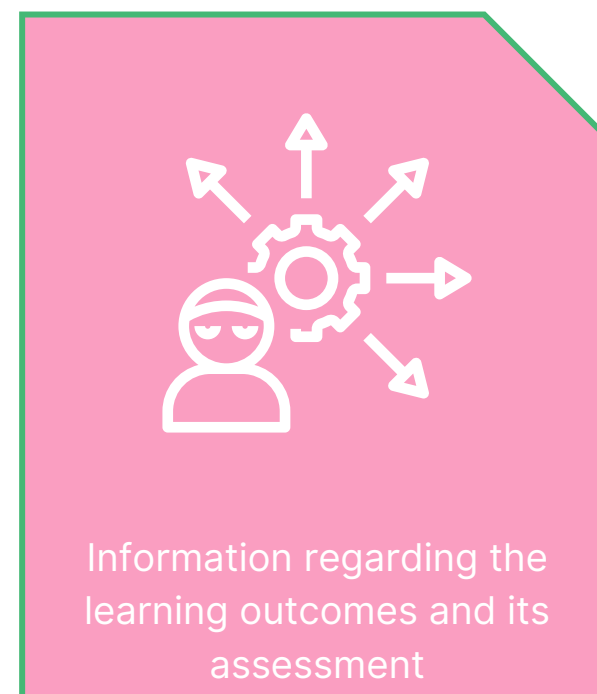 Information regarding the
learning outcomes and its
assessment